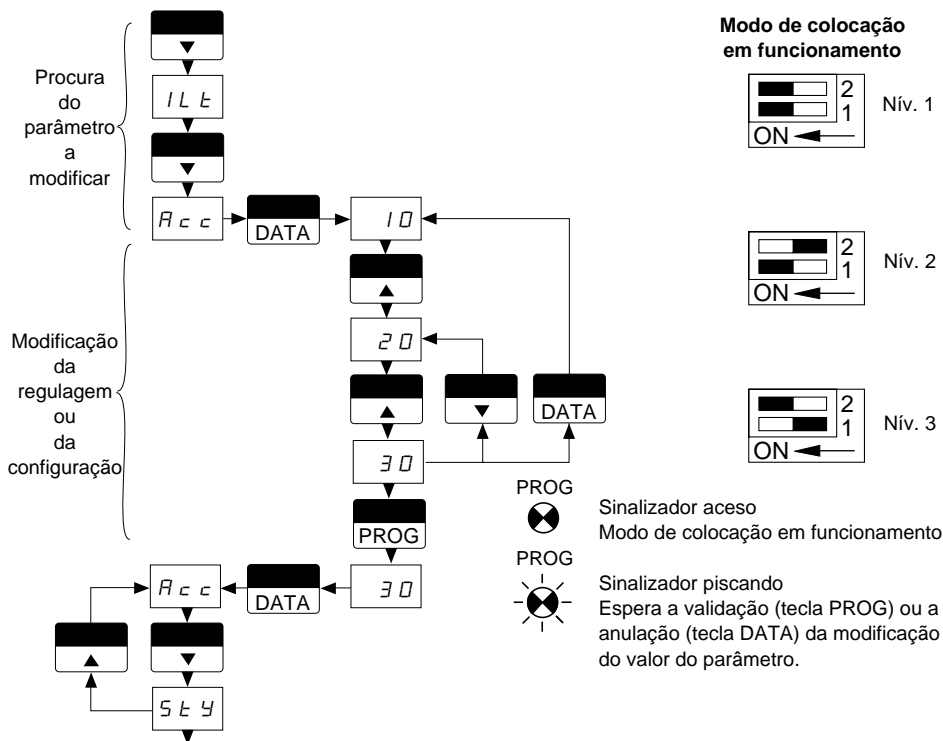 Procura
do
parâmetro
a
modificar
▼
ILt
▼
Acc
DATA
10
Modificação
da
regulagem
ou
da
configuração
▲
20
▲
▼
DATA
30
PROG
30
DATA
Acc
▲
▼
StY
Modo de colocação
em funcionamento
2
1
ON
Nív. 1
2
1
ON
Nív. 2
2
1
ON
Nív. 3
PROG
Sinalizador aceso
Modo de colocação em funcionamento
PROG
Sinalizador piscando
Espera a validação (tecla PROG) ou a
anulação (tecla DATA) da modificação
do valor do parâmetro.